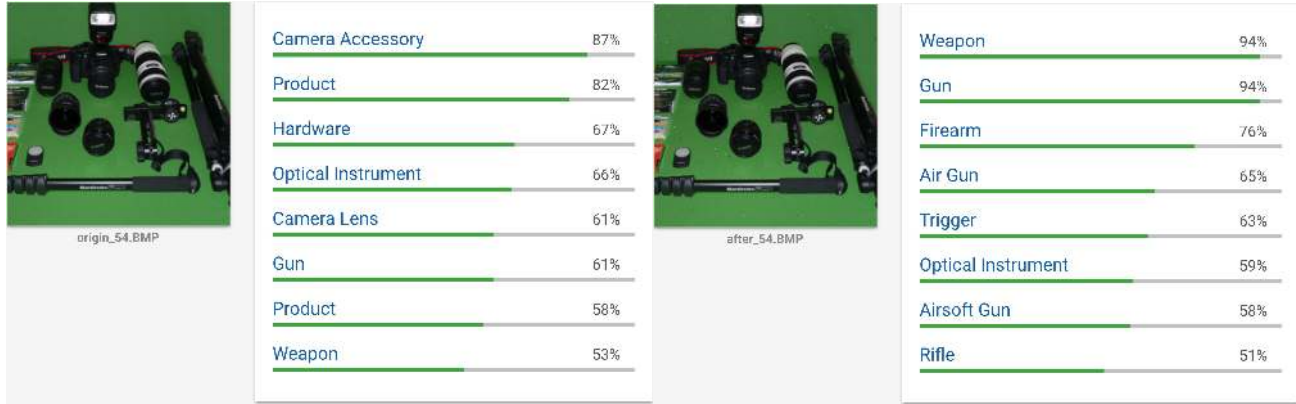 Camera Accessory 87%
Product 82%
Hardware 67%
Optical Instrument 66%
Camera Lens 61%
Gun 61%
Product 58%
Weapon 53%
origin_54.BMP
Weapon 94%
Gun 94%
Firearm 76%
Air Gun 65%
Trigger 63%
Optical Instrument 59%
Airsoft Gun 58%
Rifle 51%
after_54.BMP